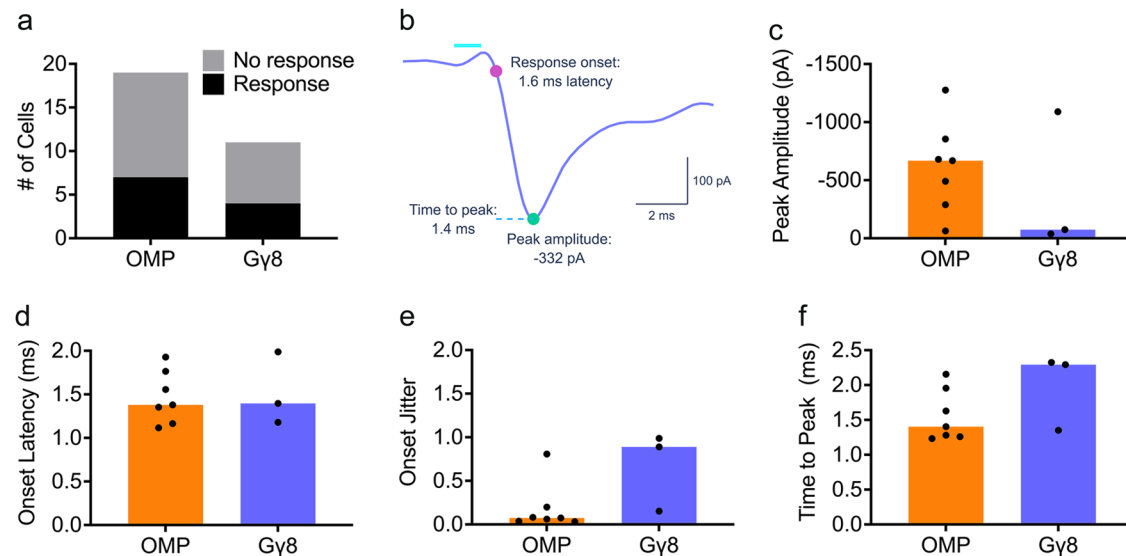 a
No response
Response
20
15
10
5
0
# of Cells
OMP
Gγ8
b
Response onset:
1.6 ms latency
Time to peak:
1.4 ms
Peak amplitude:
-332 pA
100 pA
2 ms
c
-1500
-1000
-500
0
Peak Amplitude (pA)
OMP
Gγ8
d
2.0
1.5
1.0
0.5
0.0
Onset Latency (ms)
OMP
Gγ8
e
2.0
1.5
1.0
0.5
0.0
Onset Jitter
OMP
Gγ8
f
2.5
2.0
1.5
1.0
0.5
0.0
Time to Peak (ms)
OMP
Gγ8